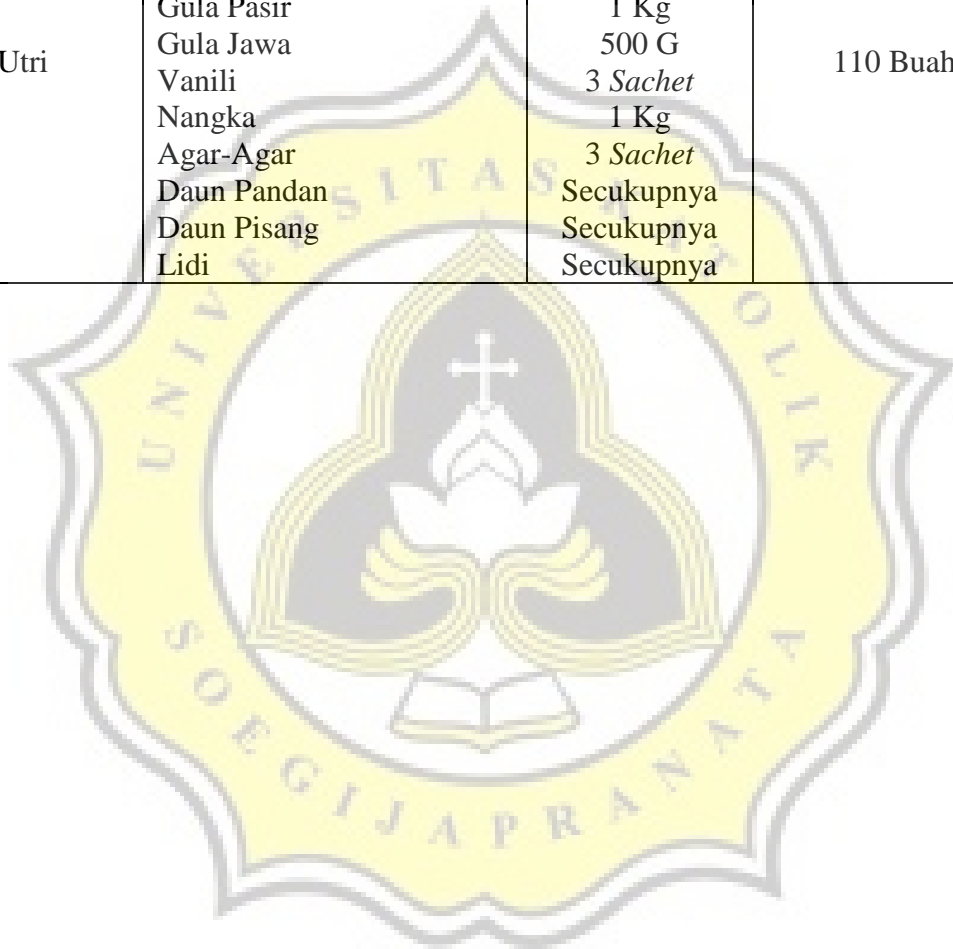 Gula Pasir 1 Kg
Gula Jawa 500 G
Utri 110 Buah
Vanili 3 Sachet
Nangka 1 Kg
Agar-Agar 3 Sachet
Daun Pandan Secukupnya
Daun Pisang Secukupnya
Lidi Secukupnya
UNIVERSITAS KATOLIK
SOEGIJAPRANATA